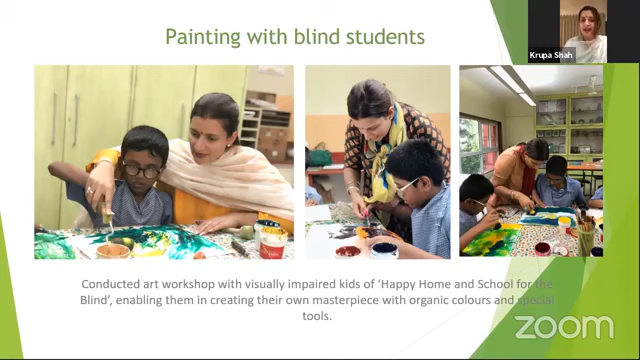 Painting with blind students
Krupa Shah
Conducted art workshop with visually impaired kids of ‘Happy Home and School for the
Blind’, enabling them in creating their own masterpiece with organic colours and special
tools.
zoom